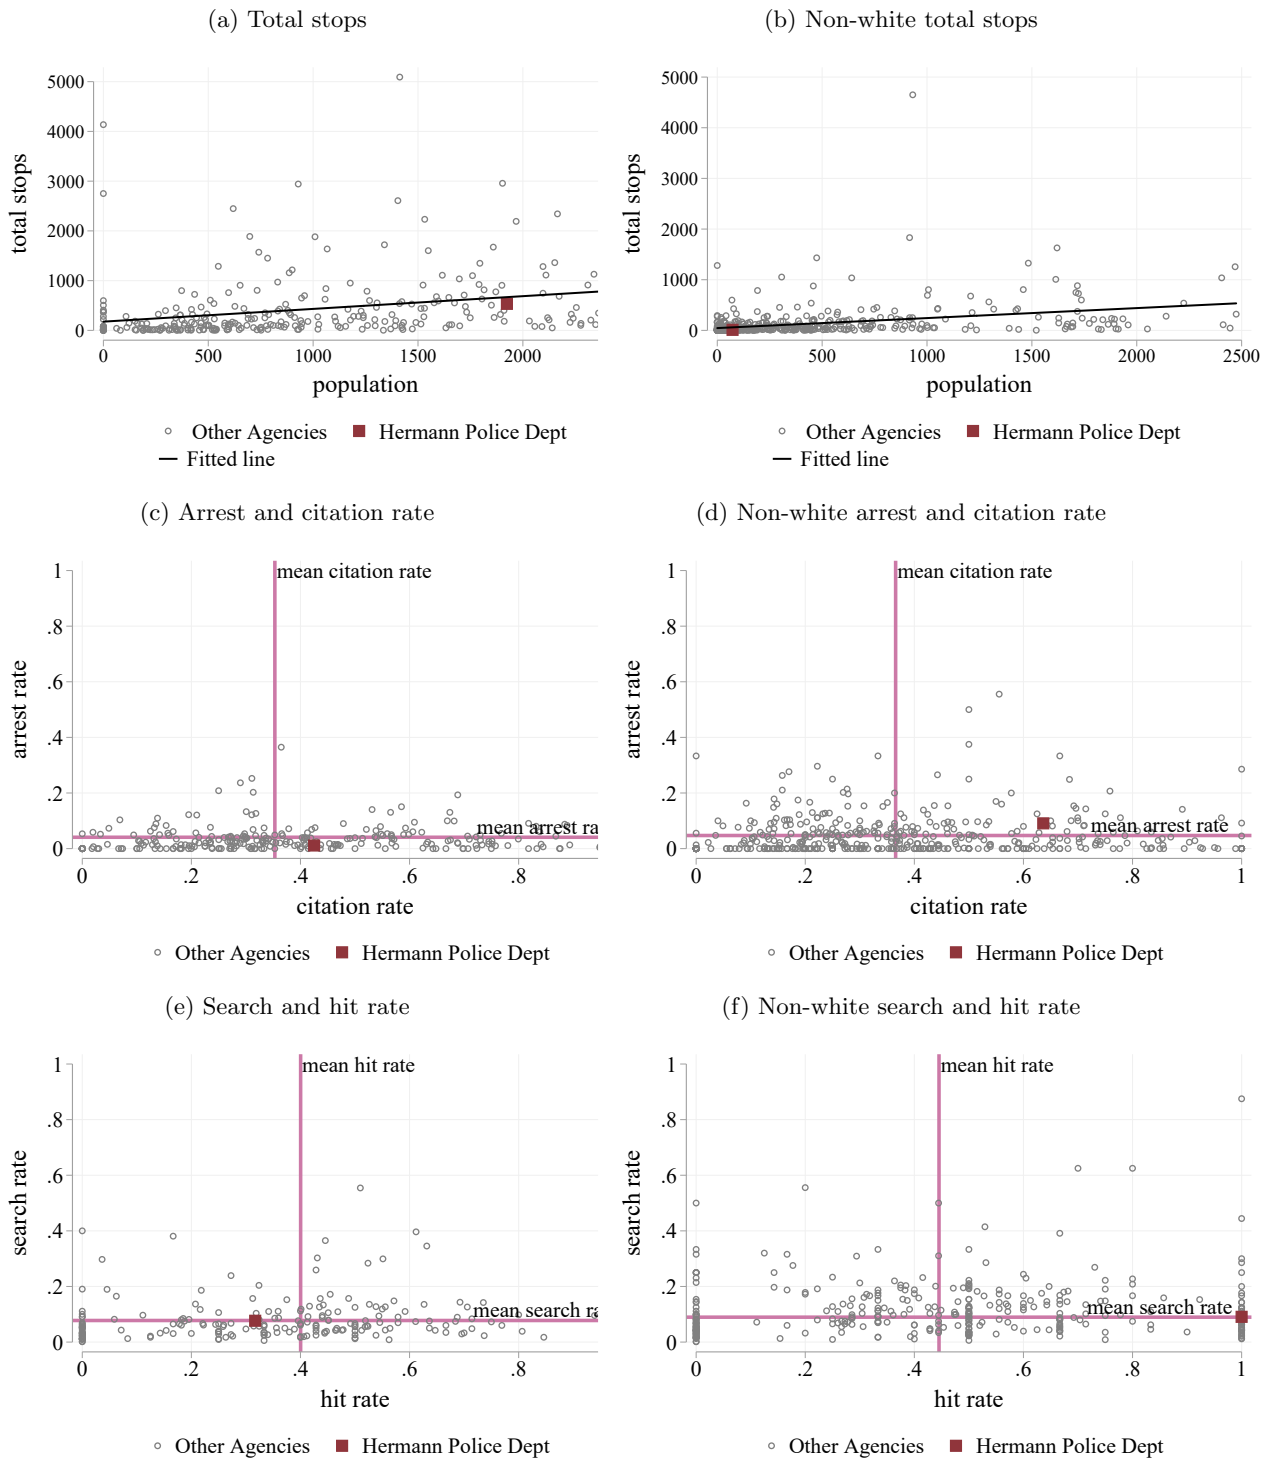 (a) Total stops
(b) Non-white total stops
total stops
5000
4000
3000
2000
1000
0
0 500 1000 1500 2000
population
Other Agencies Hermann Police Dept
Fitted line
total stops
5000
4000
3000
2000
1000
0
0 500 1000 1500 2000 2500
population
Other Agencies Hermann Police Dept
Fitted line
(c) Arrest and citation rate
(d) Non-white arrest and citation rate
arrest rate
1
.8
.6
.4
.2
0
mean citation rate
mean arrest ra
0 .2 .4 .6 .8
citation rate
Other Agencies Hermann Police Dept
arrest rate
1
.8
.6
.4
.2
0
mean citation rate
mean arrest rate
0 .2 .4 .6 .8 1
citation rate
Other Agencies Hermann Police Dept
(e) Search and hit rate
(f) Non-white search and hit rate
search rate
1
.8
.6
.4
.2
0
mean hit rate
mean search ra
0 .2 .4 .6 .8
hit rate
Other Agencies Hermann Police Dept
search rate
1
.8
.6
.4
.2
0
mean hit rate
mean search rate
0 .2 .4 .6 .8 1
hit rate
Other Agencies Hermann Police Dept